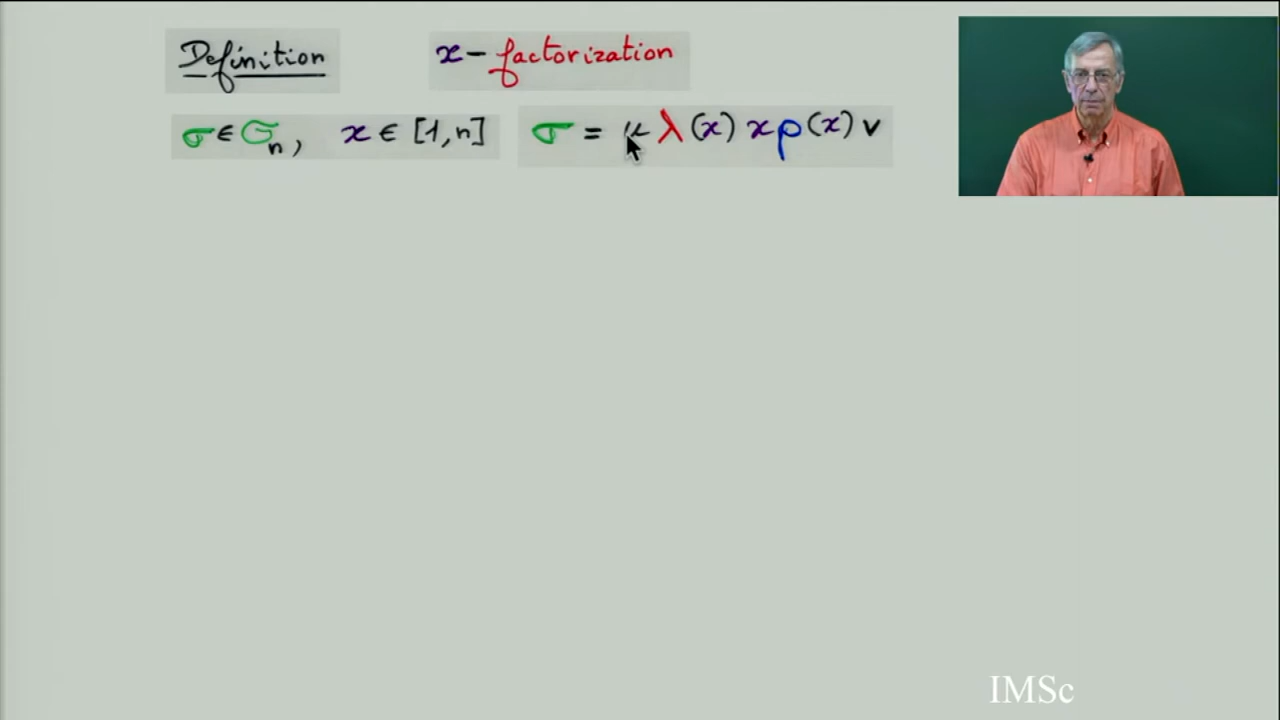 Definition x-factorization
σ ∈ 𝔖n, x ∈ [1,n] σ = u λ(x) x ρ(x) v
IMSc